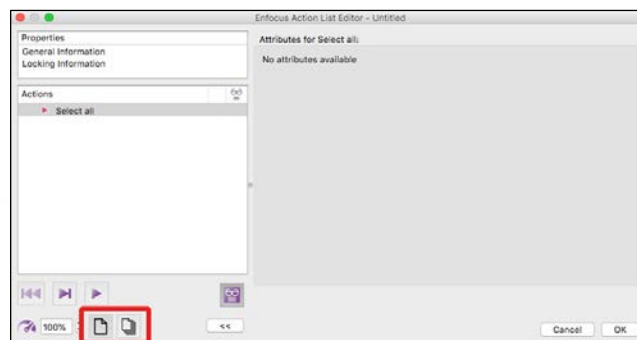 Enfocus Action List Editor - Untitled
Properties
General Information
Locking Information
Actions
Select all
100%
<<
Attributes for Select all:
No attributes available
Cancel
OK